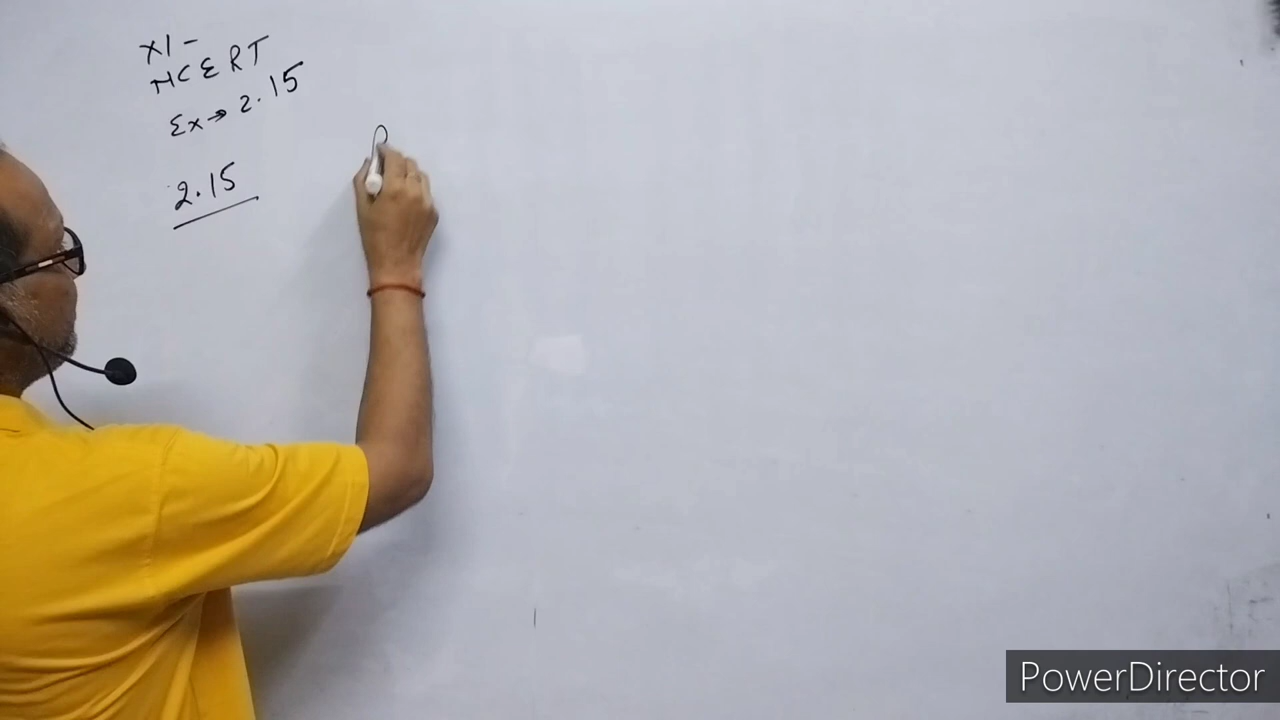 XI -
NCERT
Ex → 2.15
2.15
PowerDirector